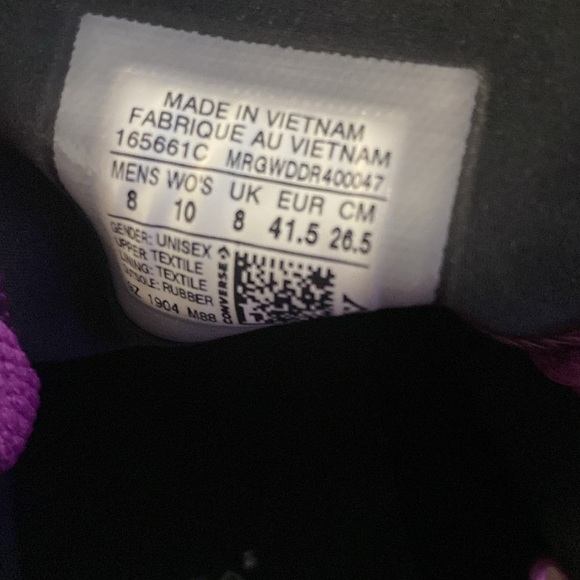 MADE IN VIETNAM
FABRIQUE AU VIETNAM
165661C MRGWDDR400047
MENS WO'S UK EUR CM
8 10 8 41.5 26.5
GENDER: UNISEX
UPPER: TEXTILE
LINING: TEXTILE
OUTSOLE: RUBBER
1904 M88
CONVERSE